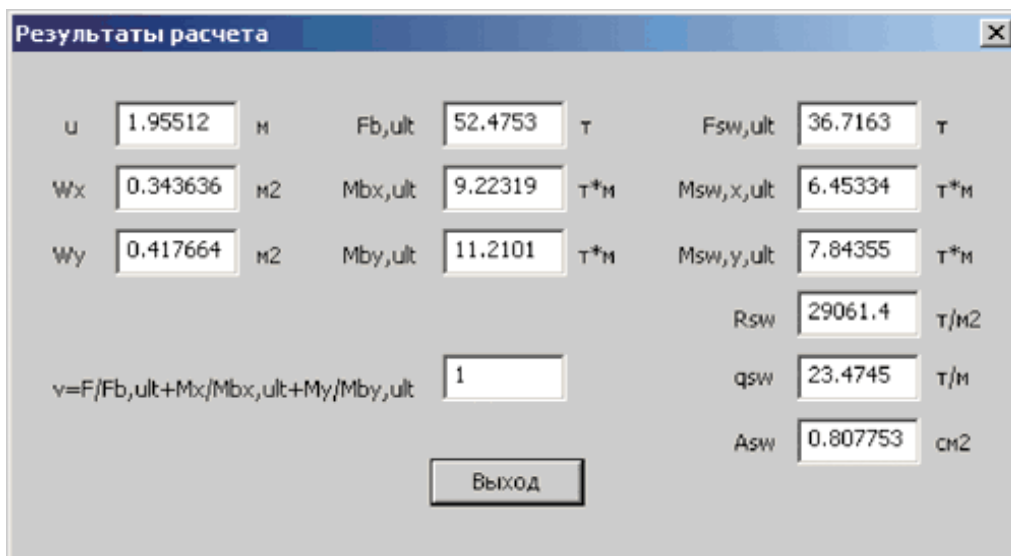 Результаты расчета
u 1.95512 м Fb,ult 52.4753 т Fsw,ult 36.7163 т
Wx 0.343636 м2 Mbx,ult 9.22319 т*м Msw,x,ult 6.45334 т*м
Wy 0.417664 м2 Mby,ult 11.2101 т*м Msw,y,ult 7.84355 т*м
Rsw 29061.4 т/м2
v=F/Fb,ult+Mx/Mbx,ult+My/Mby,ult 1 qsw 23.4745 т/м
Asw 0.807753 см2
Выход